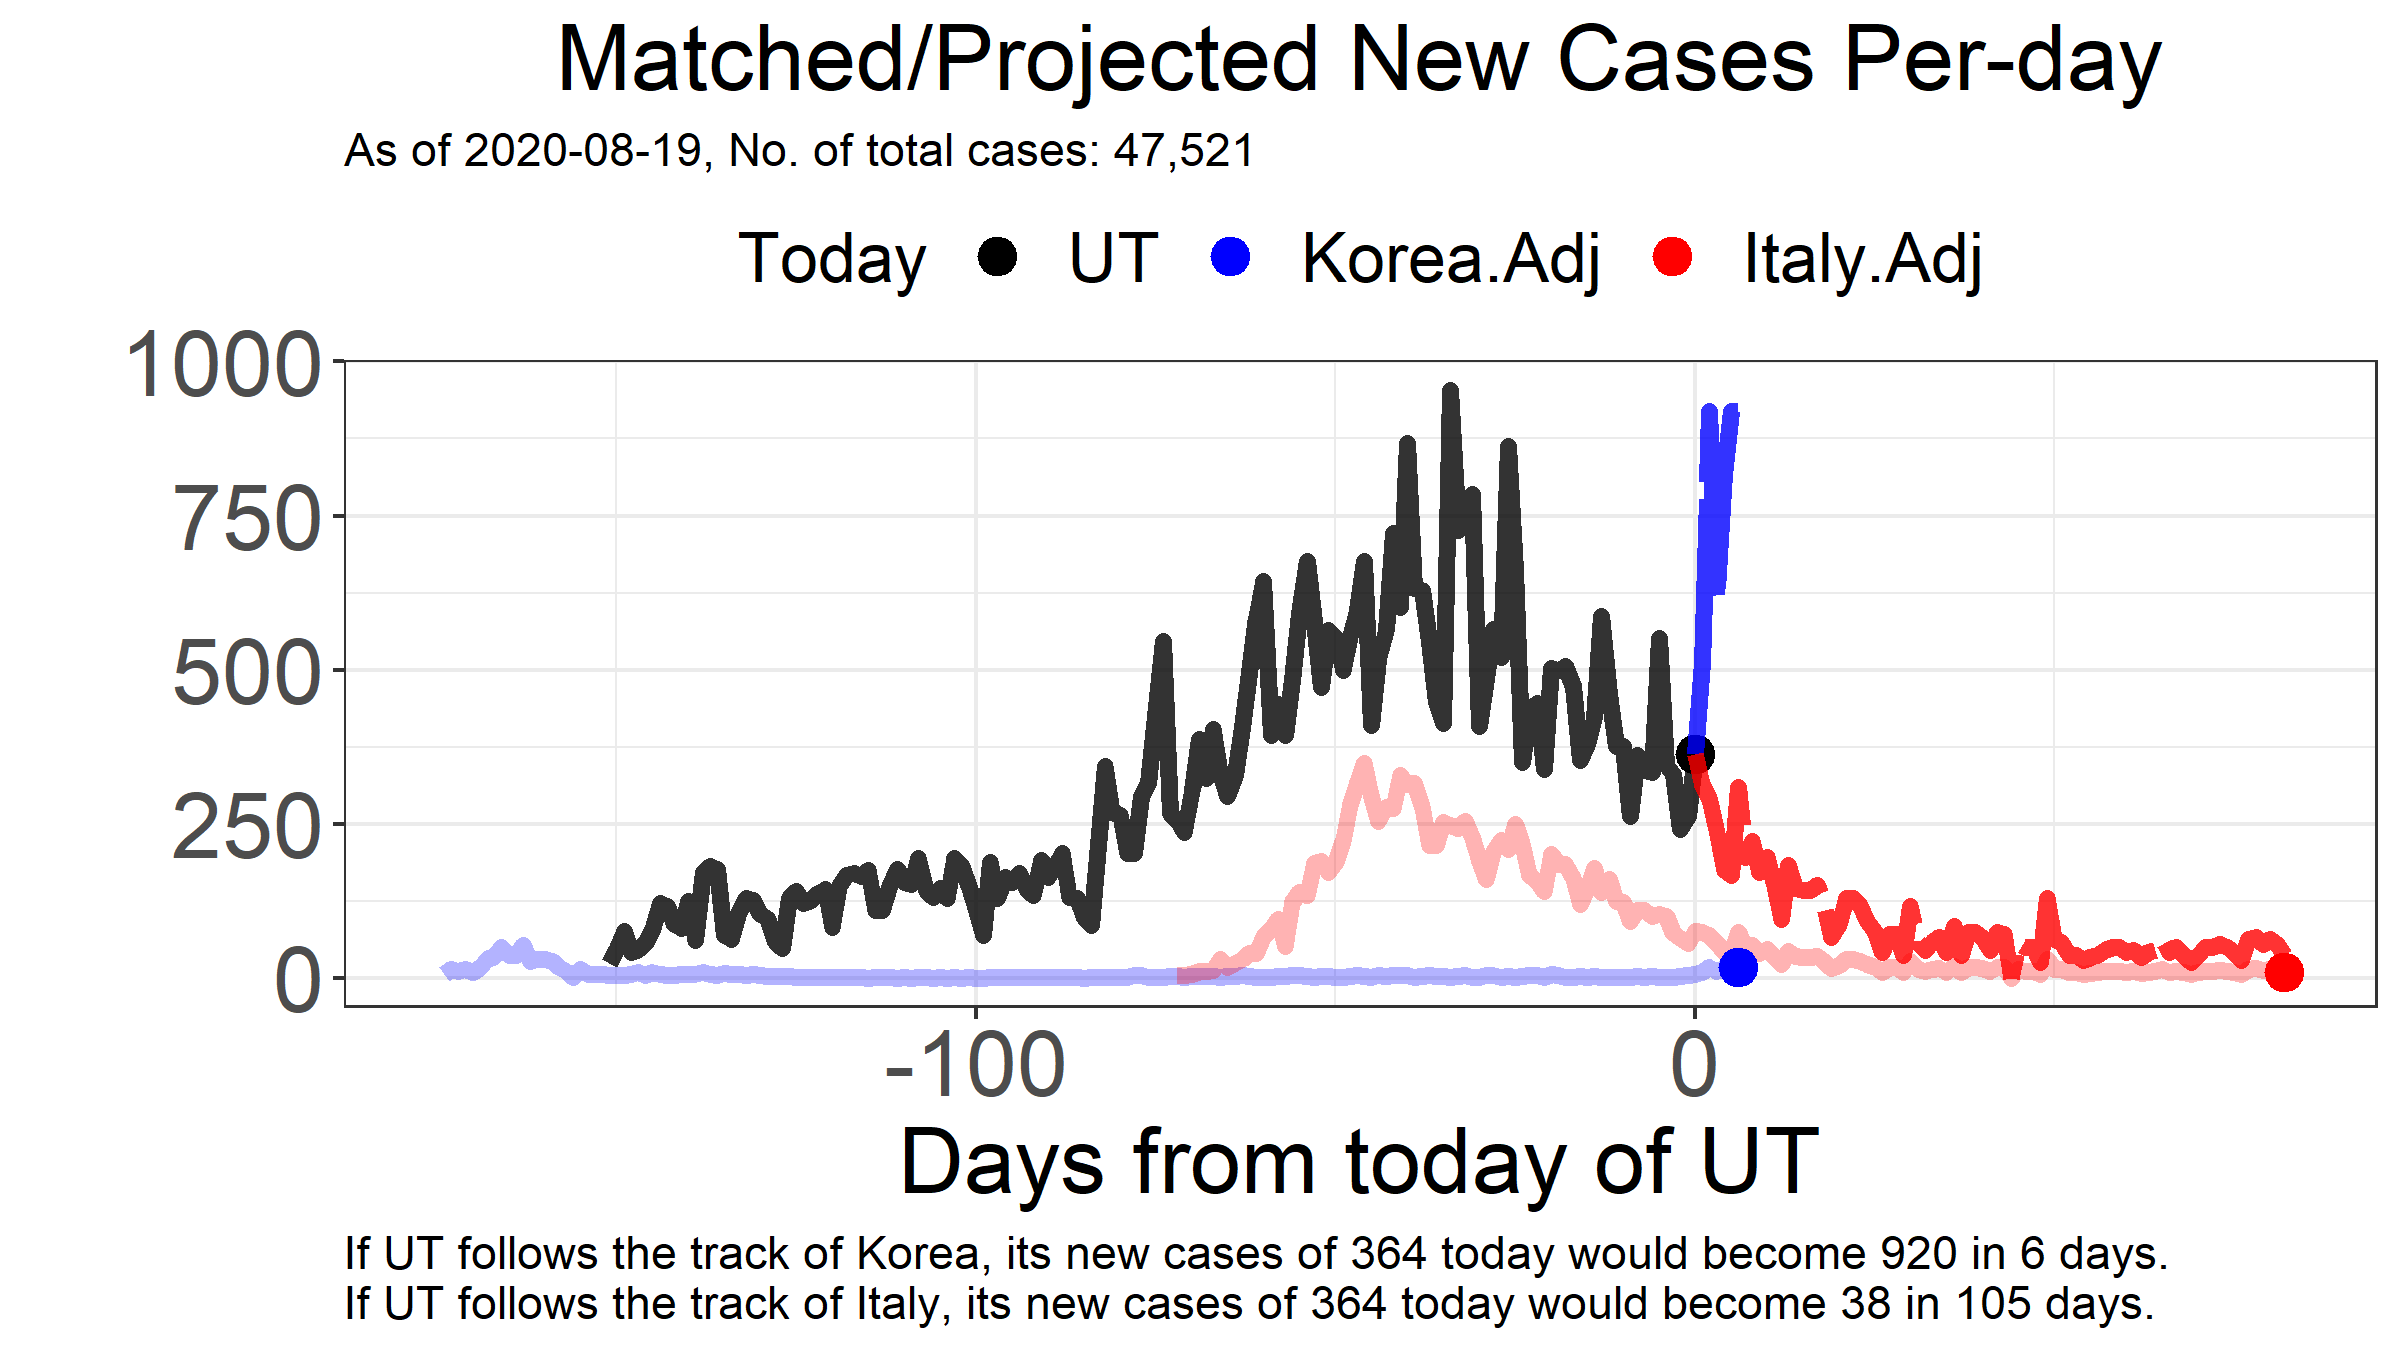 Matched/Projected New Cases Per-day
As of 2020-08-19, No. of total cases: 47,521
Today UT Korea.Adj Italy.Adj
1000
750
500
250
0
-100 0
Days from today of UT
If UT follows the track of Korea, its new cases of 364 today would become 920 in 6 days.
If UT follows the track of Italy, its new cases of 364 today would become 38 in 105 days.